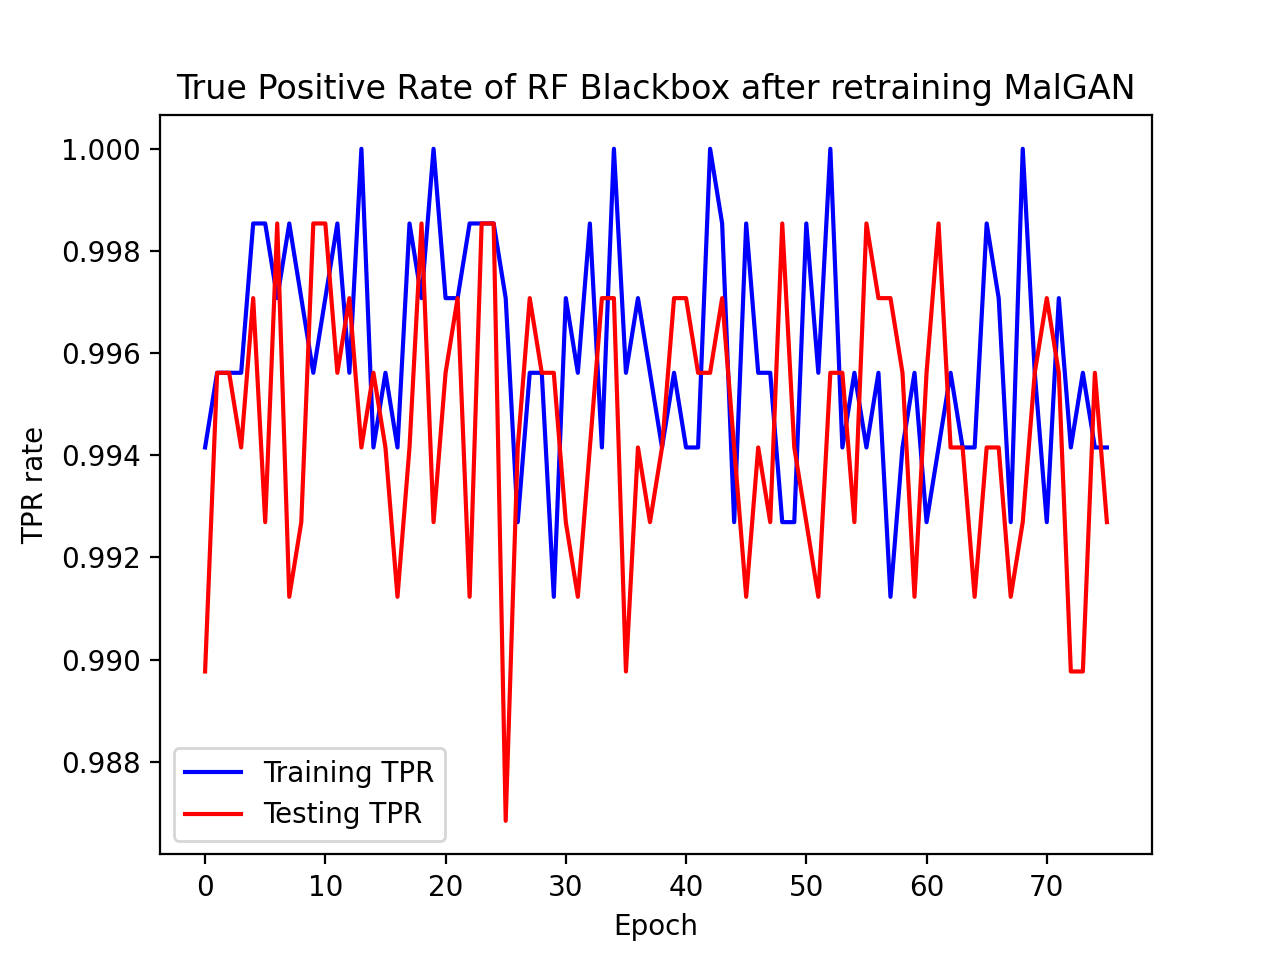 True Positive Rate of RF Blackbox after retraining MalGAN
1.000
0.998
0.996
0.994
0.992
0.990
0.988
TPR rate
Training TPR
Testing TPR
0 10 20 30 40 50 60 70
Epoch